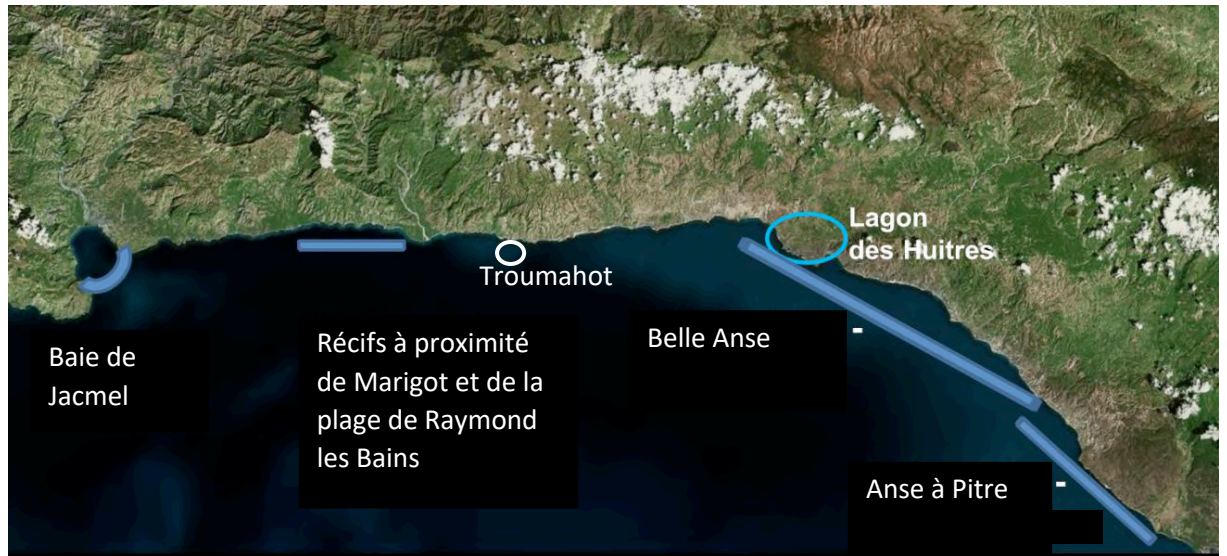 Lagon
des Huitres
Troumahot
Baie de
Jacmel
Récifs à proximité
de Marigot et de la
plage de Raymond
les Bains
Belle Anse
-
Anse à Pitre
-